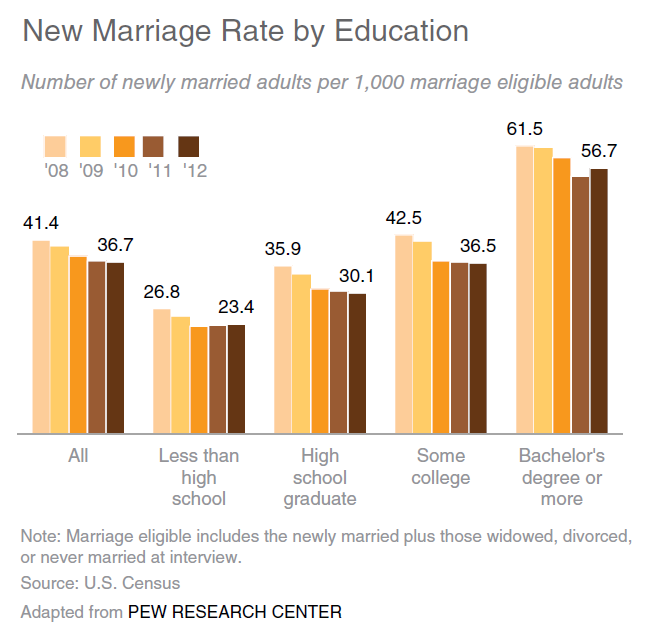 New Marriage Rate by Education
Number of newly married adults per 1,000 marriage eligible adults
'08 '09 '10 '11 '12
41.4
36.7
26.8
23.4
35.9
30.1
42.5
36.5
61.5
56.7
All
Less than
high
school
High
school
graduate
Some
college
Bachelor's
degree or
more
Note: Marriage eligible includes the newly married plus those widowed, divorced,
or never married at interview.
Source: U.S. Census
Adapted from PEW RESEARCH CENTER